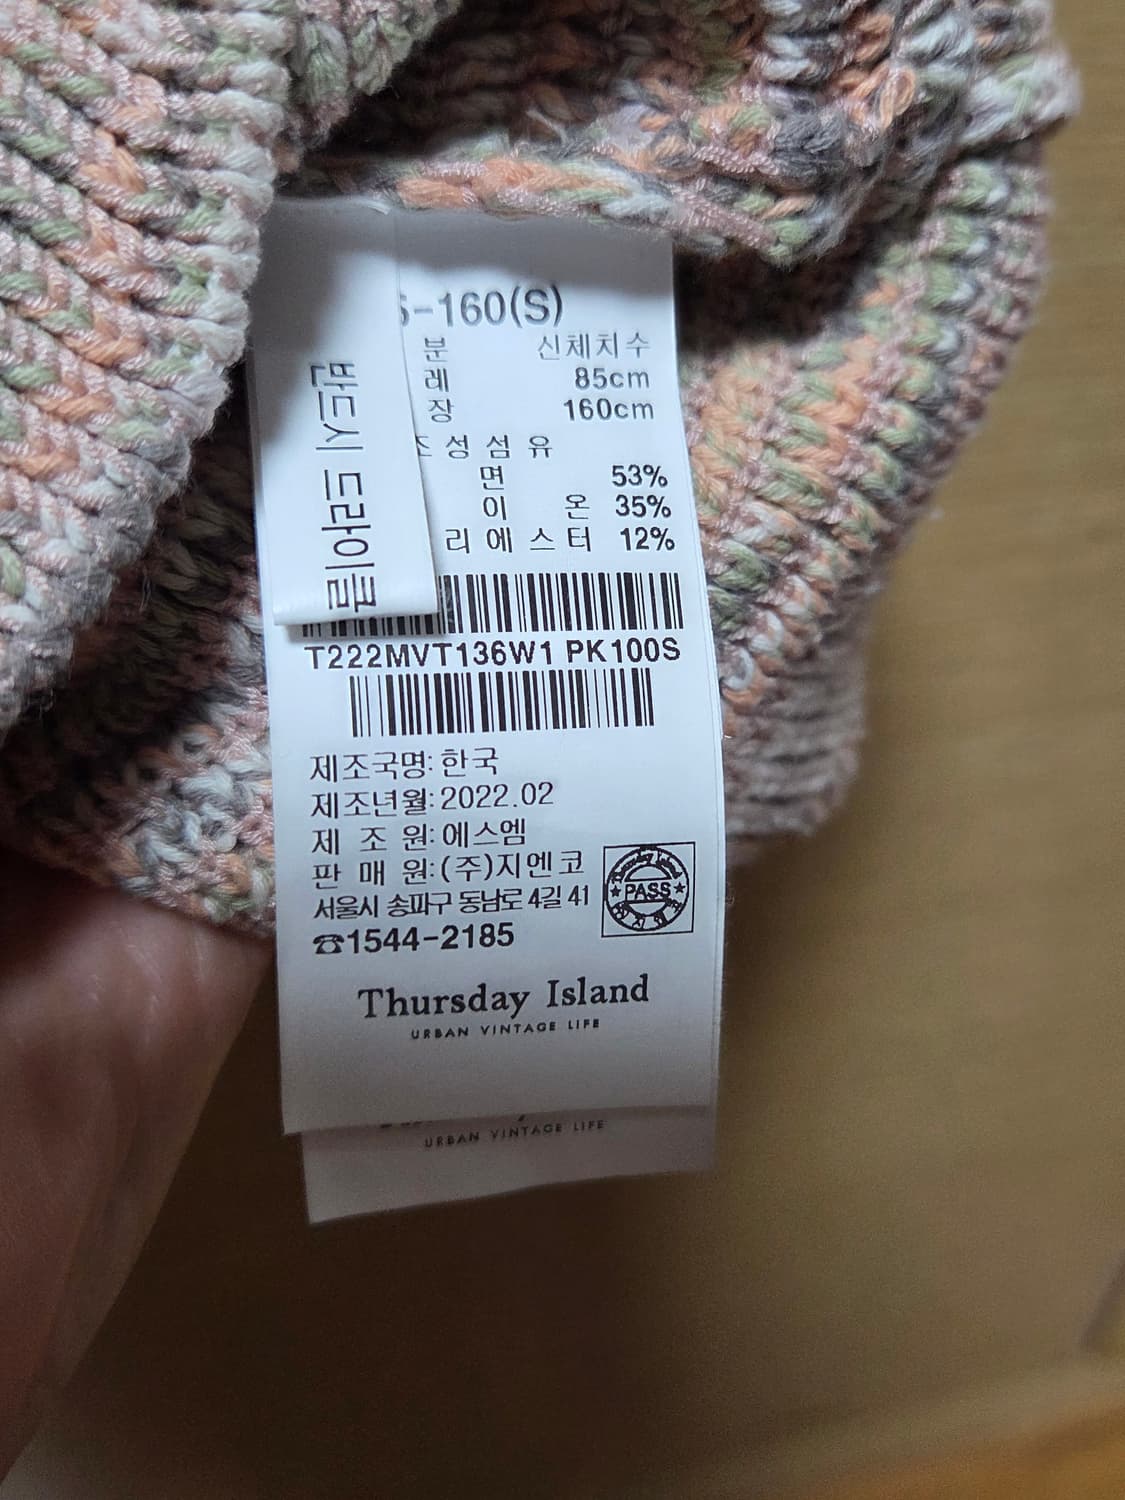 반드시 드라이클
-160(S)
분 신체치수
레 85cm
장 160cm
조성섬유
면 53%
이 온 35%
리에스터 12%
T222MVT136W1 PK100S
제조국명:한국
제조년월:2022.02
제 조 원:에스엠
판 매 원:(주)지엔코
서울시 송파구 동남로 4길 41
☎1544-2185
PASS
Thursday Island
URBAN VINTAGE LIFE
URBAN VINTAGE LIFE